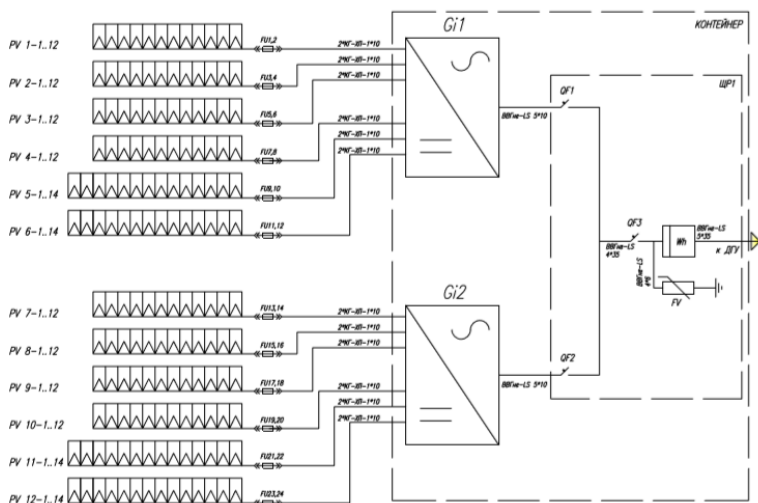 КОНТЕЙНЕР
Gi1
ЩР1
PV 1-1..12
FU1,2
2*КГ-ХЛ-1*10
PV 2-1..12
FU3,4
2*КГ-ХЛ-1*10
PV 3-1..12
FU5,6
2*КГ-ХЛ-1*10
QF1
ВВГнг-LS 5*10
PV 4-1..12
FU7,8
2*КГ-ХЛ-1*10
PV 5-1..14
FU9,10
2*КГ-ХЛ-1*10
PV 6-1..14
FU11,12
2*КГ-ХЛ-1*10
QF3
ВВГнг-LS
4*35
Wh
ВВГнг-LS
5*35
к ДГУ
ВВГнг-LS
4*6
FV
Gi2
PV 7-1..12
FU13,14
2*КГ-ХЛ-1*10
PV 8-1..12
FU15,16
2*КГ-ХЛ-1*10
PV 9-1..12
FU17,18
2*КГ-ХЛ-1*10
QF2
ВВГнг-LS 5*10
PV 10-1..12
FU19,20
2*КГ-ХЛ-1*10
PV 11-1..14
FU21,22
2*КГ-ХЛ-1*10
PV 12-1..14
FU23,24
2*КГ-ХЛ-1*10